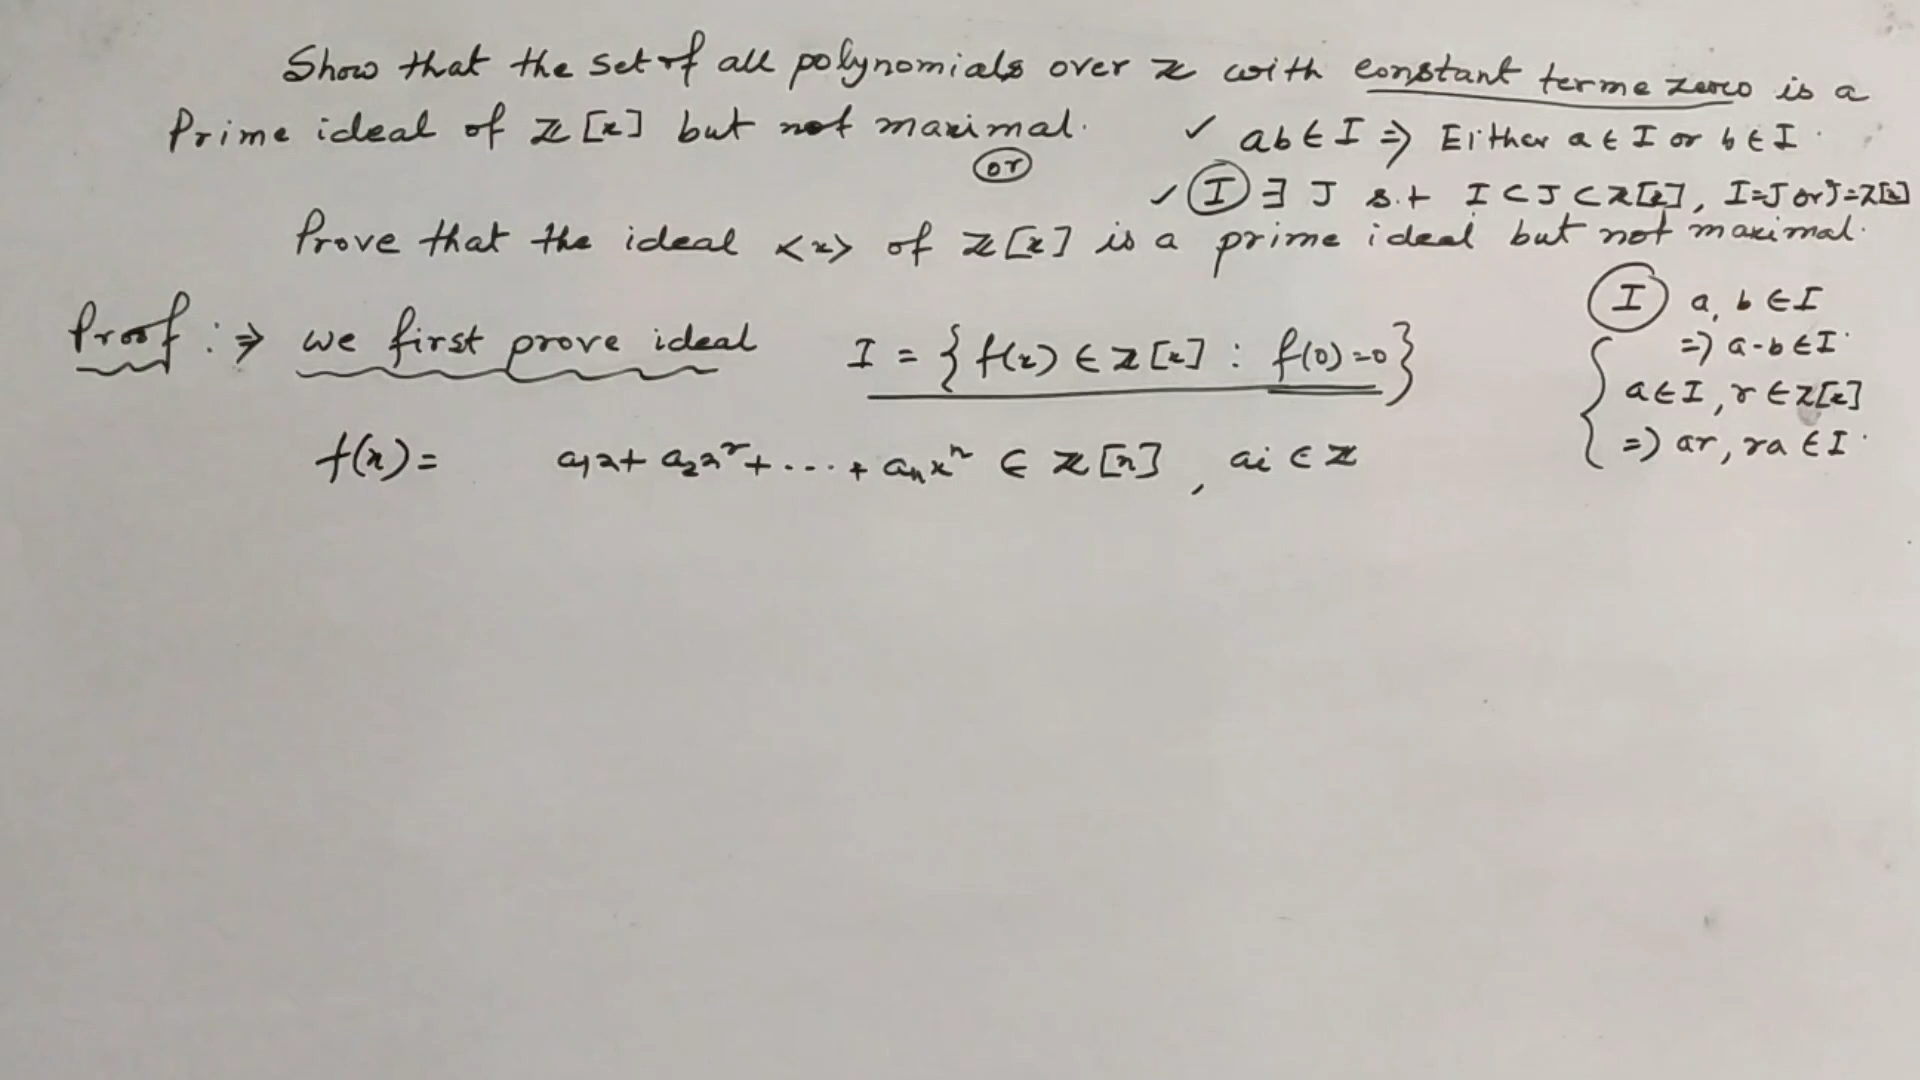 Show that the set of all polynomials over ℤ with constant terme zero is a
Prime ideal of ℤ[x] but not maximal.
✓ ab ∈ I ⇒ Either a ∈ I or b ∈ I.
or
✓ I ∃ J s.t I ⊂ J ⊂ ℤ[x], I=J or J=ℤ[x]
Prove that the ideal <x> of ℤ[x] is a prime ideal but not maximal.
Proof :⇒ we first prove ideal I = {f(x) ∈ ℤ[x] : f(0)=0}
I a, b ∈ I
⇒ a-b ∈ I.
a ∈ I, r ∈ ℤ[x]
⇒ ar, ra ∈ I.
f(x) = a₁x + a₂x² + ... + aₙxⁿ ∈ ℤ[x], ai ∈ ℤ